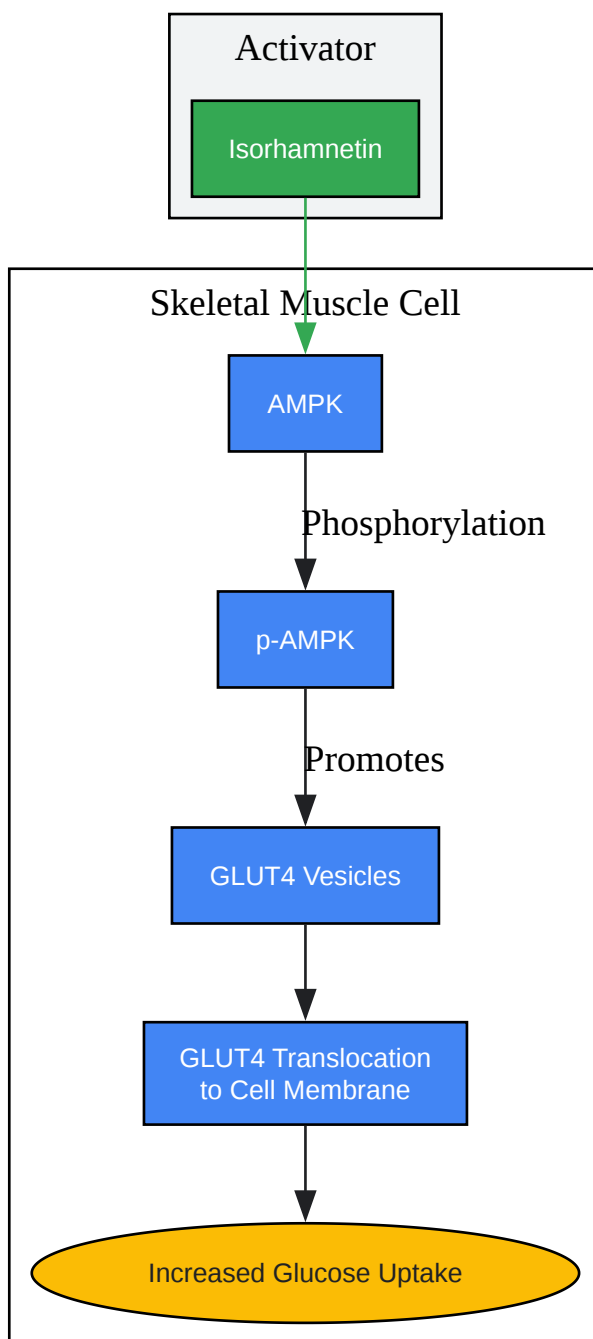 Activator
Isorhamnetin
Skeletal Muscle Cell
AMPK
Phosphorylation
p-AMPK
Promotes
GLUT4 Vesicles
GLUT4 Translocation
to Cell Membrane
Increased Glucose Uptake